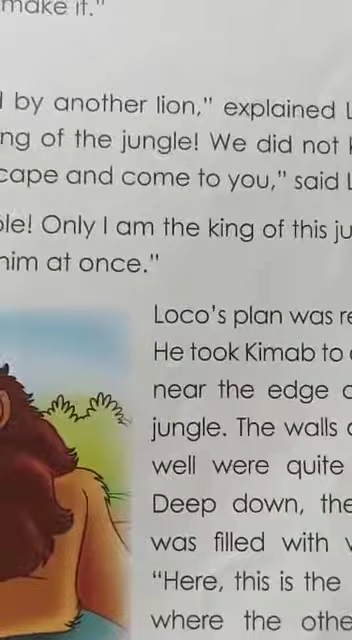 make it."
by another lion," explained
ng of the jungle! We did not
cape and come to you," said
ble! Only I am the king of this ju
him at once."
Loco's plan was re
He took Kimab to
near the edge o
jungle. The walls
well were quite
Deep down, the
was filled with
"Here, this is the
where the othe